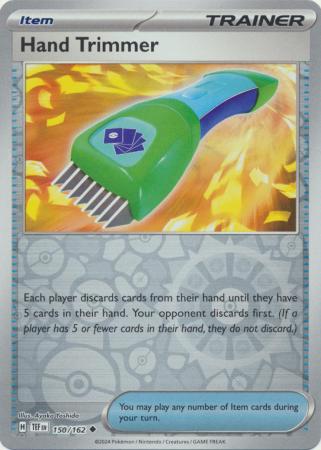 Item
TRAINER
Hand Trimmer
Each player discards cards from their hand until they have
5 cards in their hand. Your opponent discards first. (If a
player has 5 or fewer cards in their hand, they do not discard.)
Illus. Ayako Yoshida
H TEF EN 150/162
You may play any number of Item cards during
your turn.
©2024 Pokémon / Nintendo / Creatures / GAME FREAK